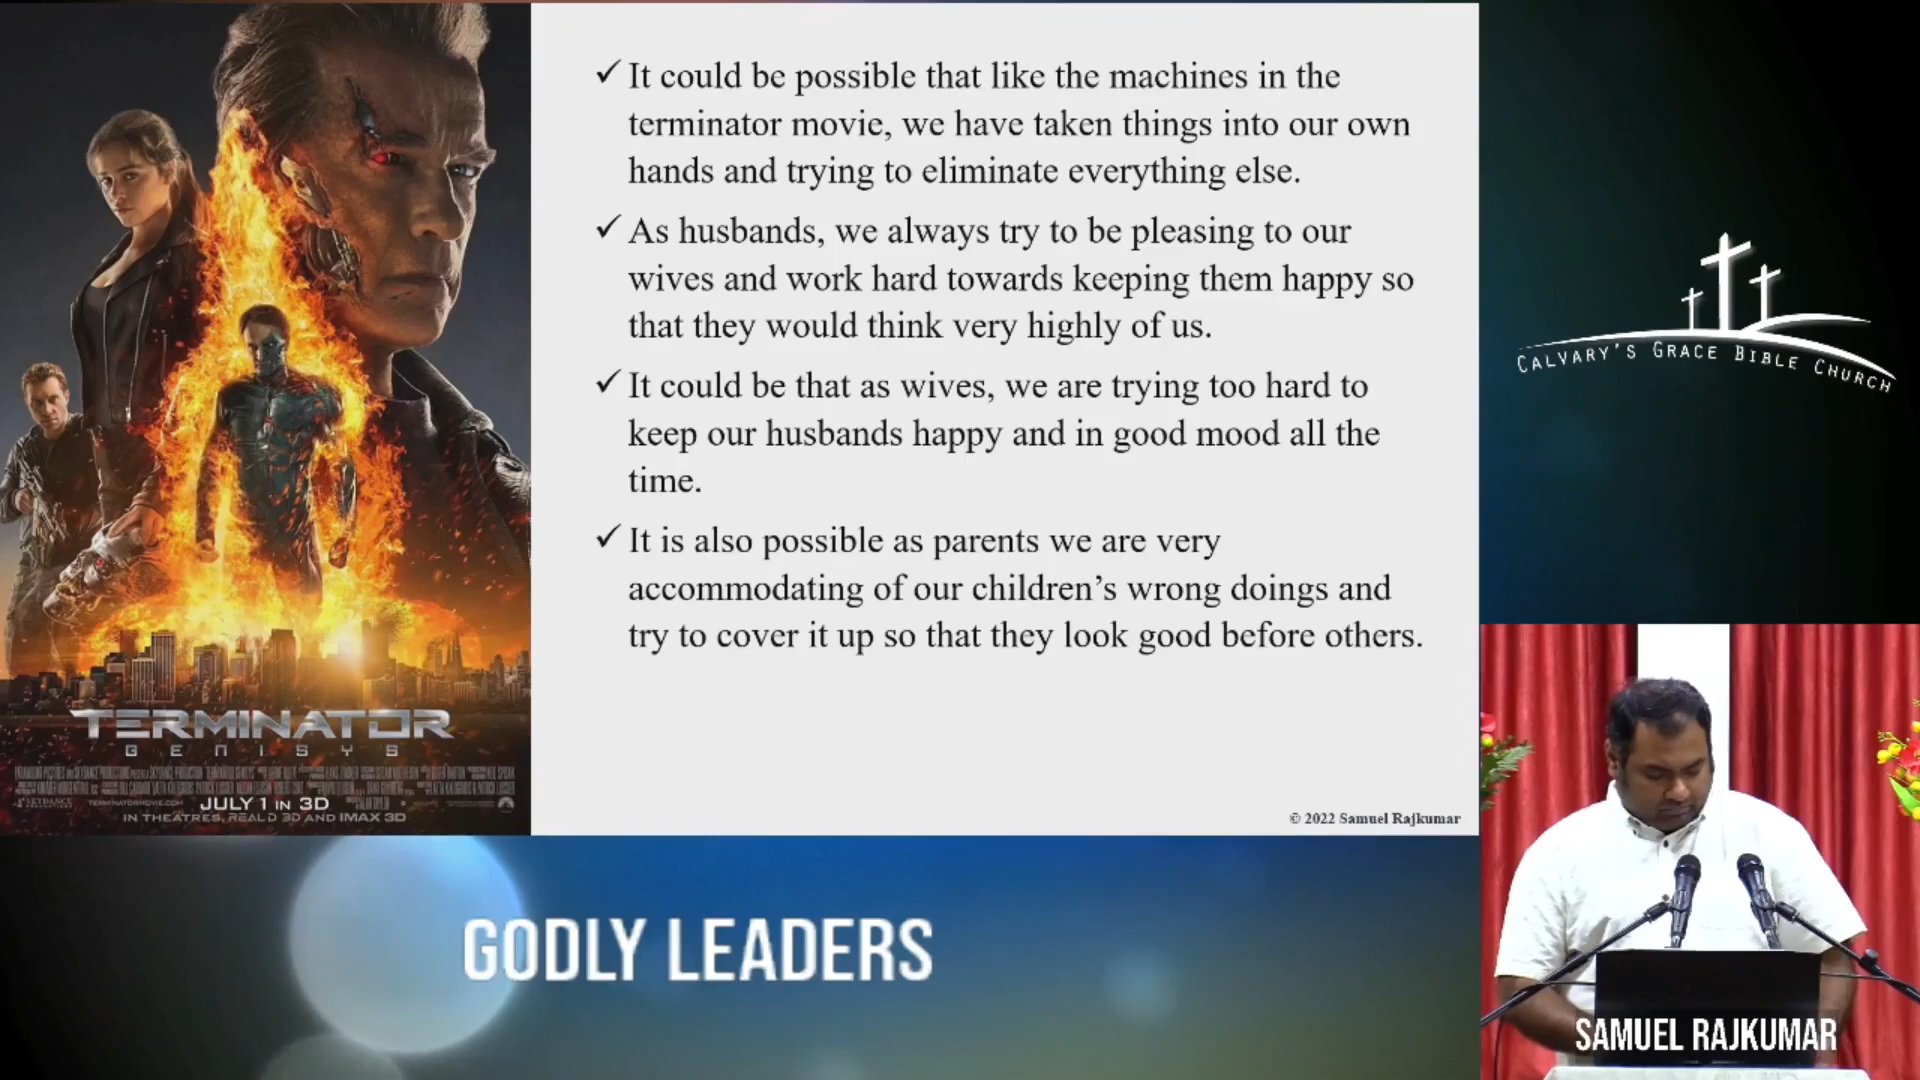 ✓ It could be possible that like the machines in the
terminator movie, we have taken things into our own
hands and trying to eliminate everything else.
✓ As husbands, we always try to be pleasing to our
wives and work hard towards keeping them happy so
that they would think very highly of us.
✓ It could be that as wives, we are trying too hard to
keep our husbands happy and in good mood all the
time.
✓ It is also possible as parents we are very
accommodating of our children’s wrong doings and
try to cover it up so that they look good before others.
© 2022 Samuel Rajkumar
TERMINATOR
GENISYS
SKYDANCE
TERMINATORMOVIE.COM
JULY 1 IN 3D
IN THEATRES, REAL D 3D AND IMAX 3D
CALVARY'S GRACE BIBLE CHURCH
GODLY LEADERS
SAMUEL RAJKUMAR